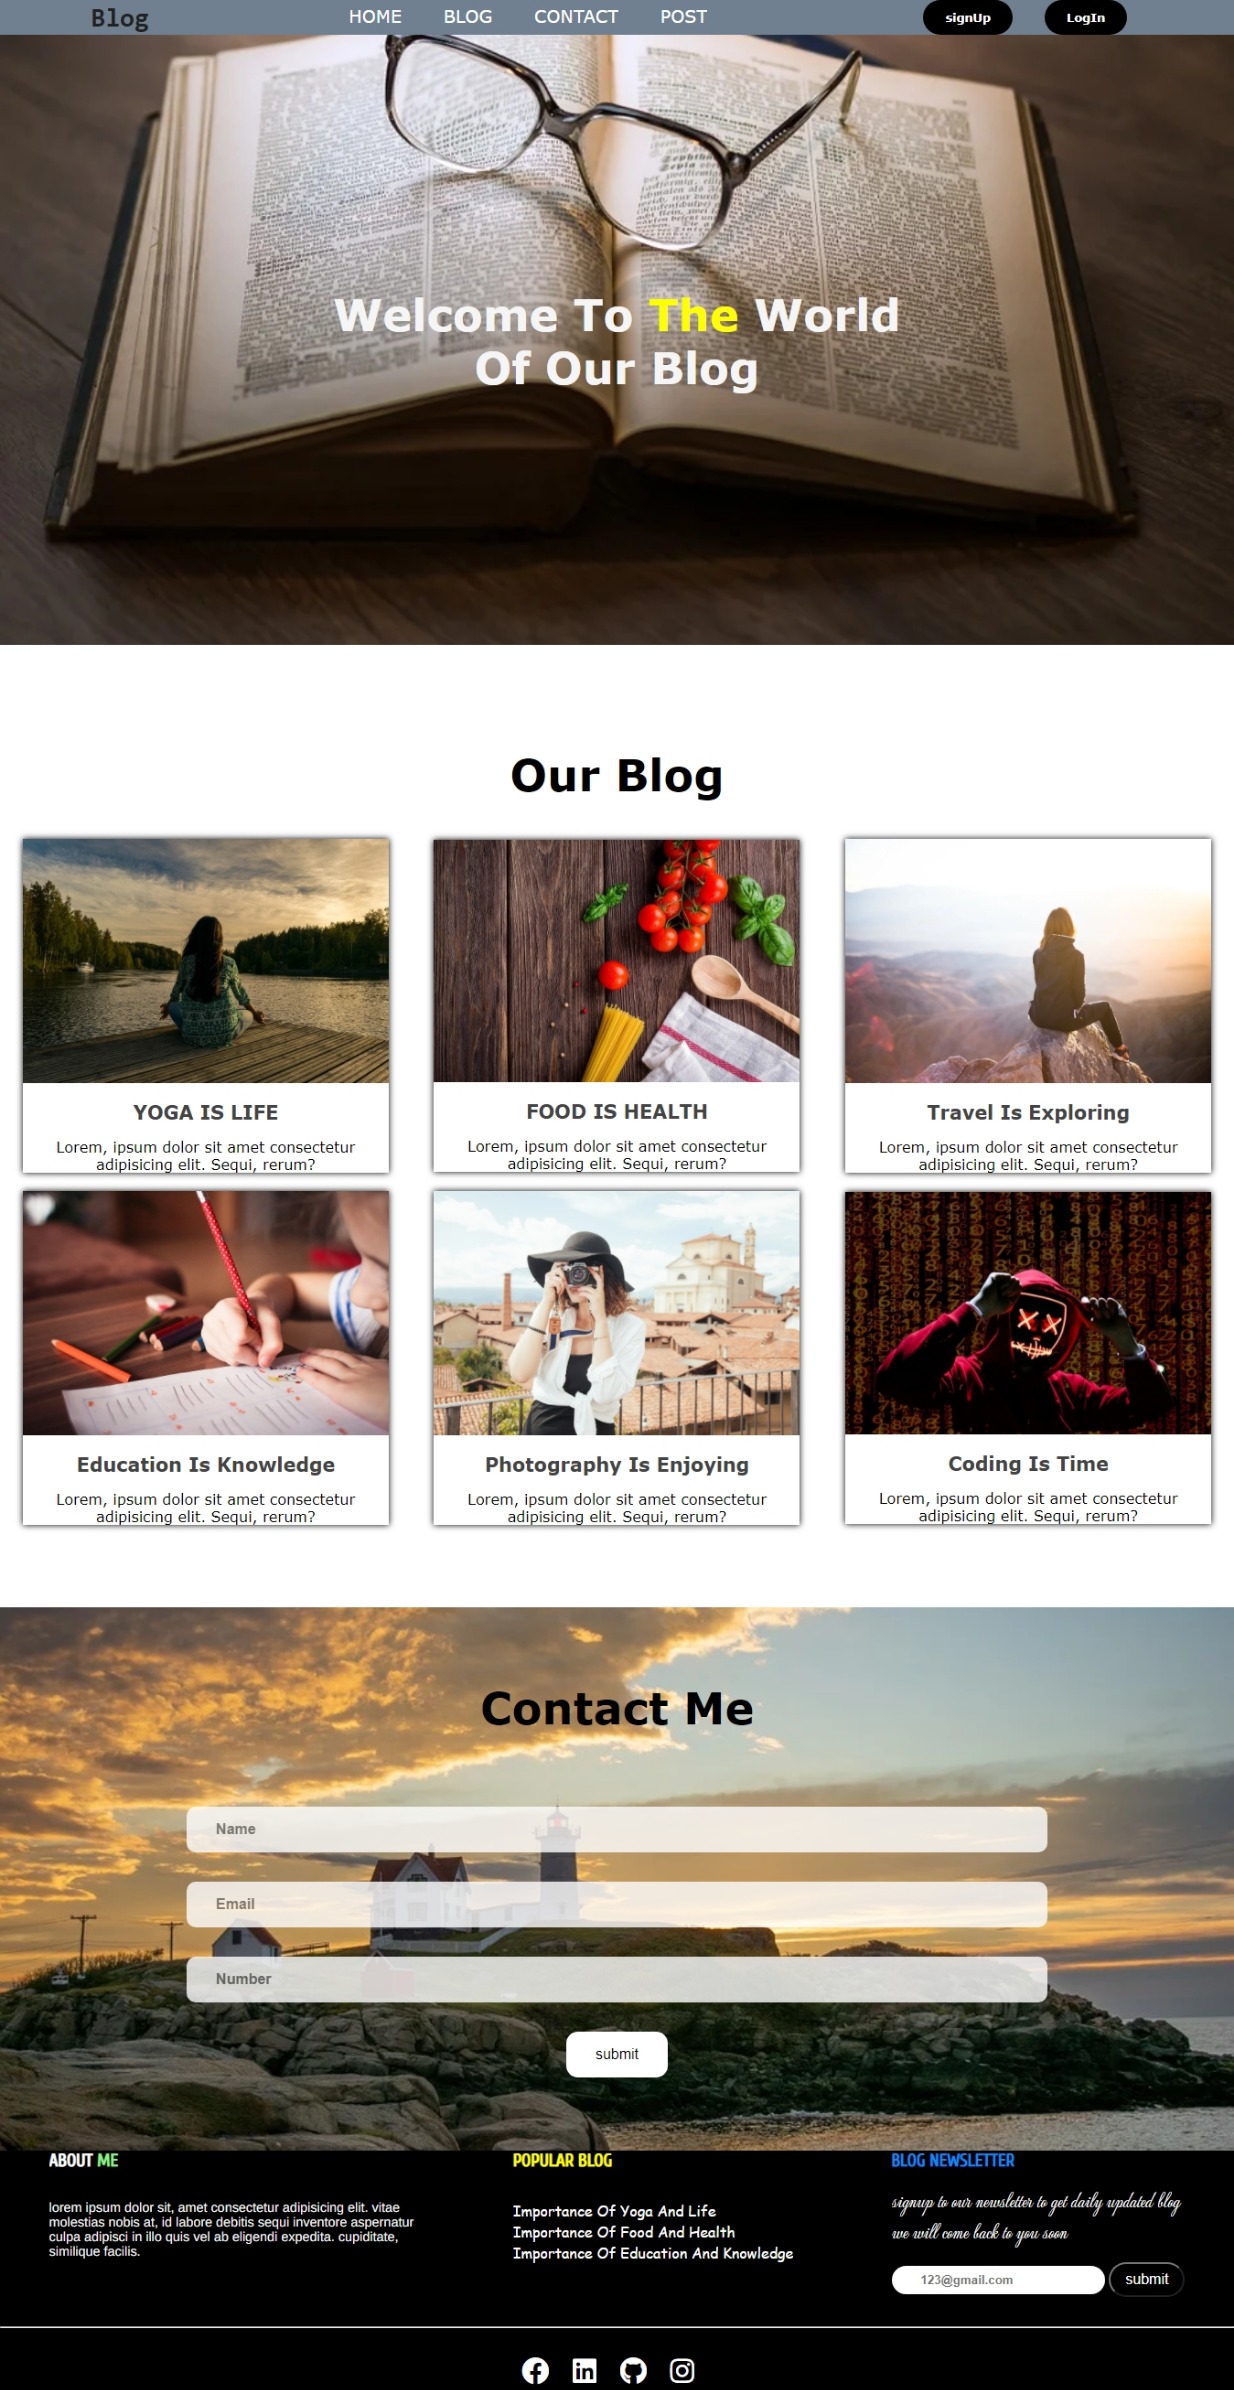 Blog
HOME BLOG CONTACT POST
signUp LogIn
Welcome To The World
Of Our Blog
Our Blog
YOGA IS LIFE
Lorem, ipsum dolor sit amet consectetur
adipisicing elit. Sequi, rerum?
FOOD IS HEALTH
Lorem, ipsum dolor sit amet consectetur
adipisicing elit. Sequi, rerum?
Travel Is Exploring
Lorem, ipsum dolor sit amet consectetur
adipisicing elit. Sequi, rerum?
Education Is Knowledge
Lorem, ipsum dolor sit amet consectetur
adipisicing elit. Sequi, rerum?
Photography Is Enjoying
Lorem, ipsum dolor sit amet consectetur
adipisicing elit. Sequi, rerum?
Coding Is Time
Lorem, ipsum dolor sit amet consectetur
adipisicing elit. Sequi, rerum?
Contact Me
Name
Email
Number
submit
ABOUT ME
lorem ipsum dolor sit, amet consectetur adipisicing elit. vitae
molestias nobis at, id labore debitis sequi inventore aspernatur
culpa adipisci in illo quis vel ab eligendi expedita. cupiditate,
similique facilis.
POPULAR BLOG
Importance Of Yoga And Life
Importance Of Food And Health
Importance Of Education And Knowledge
BLOG NEWSLETTER
signup to our newsletter to get daily updated blog
we will come back to you soon
123@gmail.com
submit